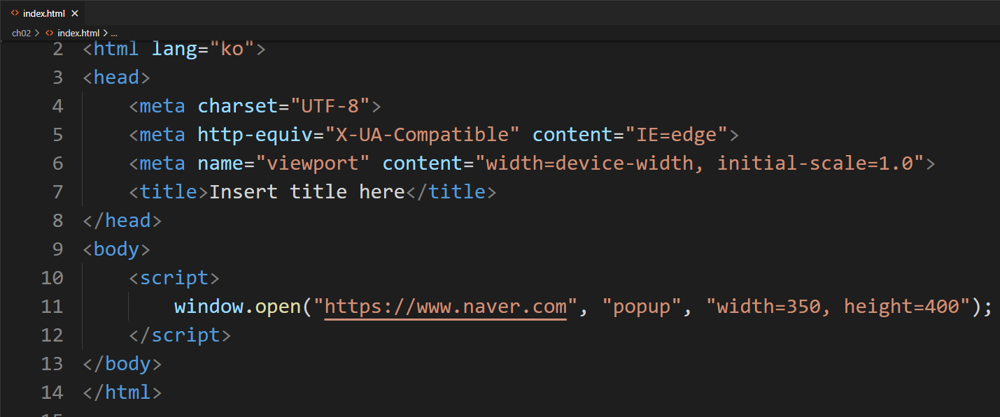 index.html
ch02 > index.html > ...
2 <html lang="ko">
3 <head>
4 <meta charset="UTF-8">
5 <meta http-equiv="X-UA-Compatible" content="IE=edge">
6 <meta name="viewport" content="width=device-width, initial-scale=1.0">
7 <title>Insert title here</title>
8 </head>
9 <body>
10 <script>
11 window.open("https://www.naver.com", "popup", "width=350, height=400");
12 </script>
13 </body>
14 </html>
15